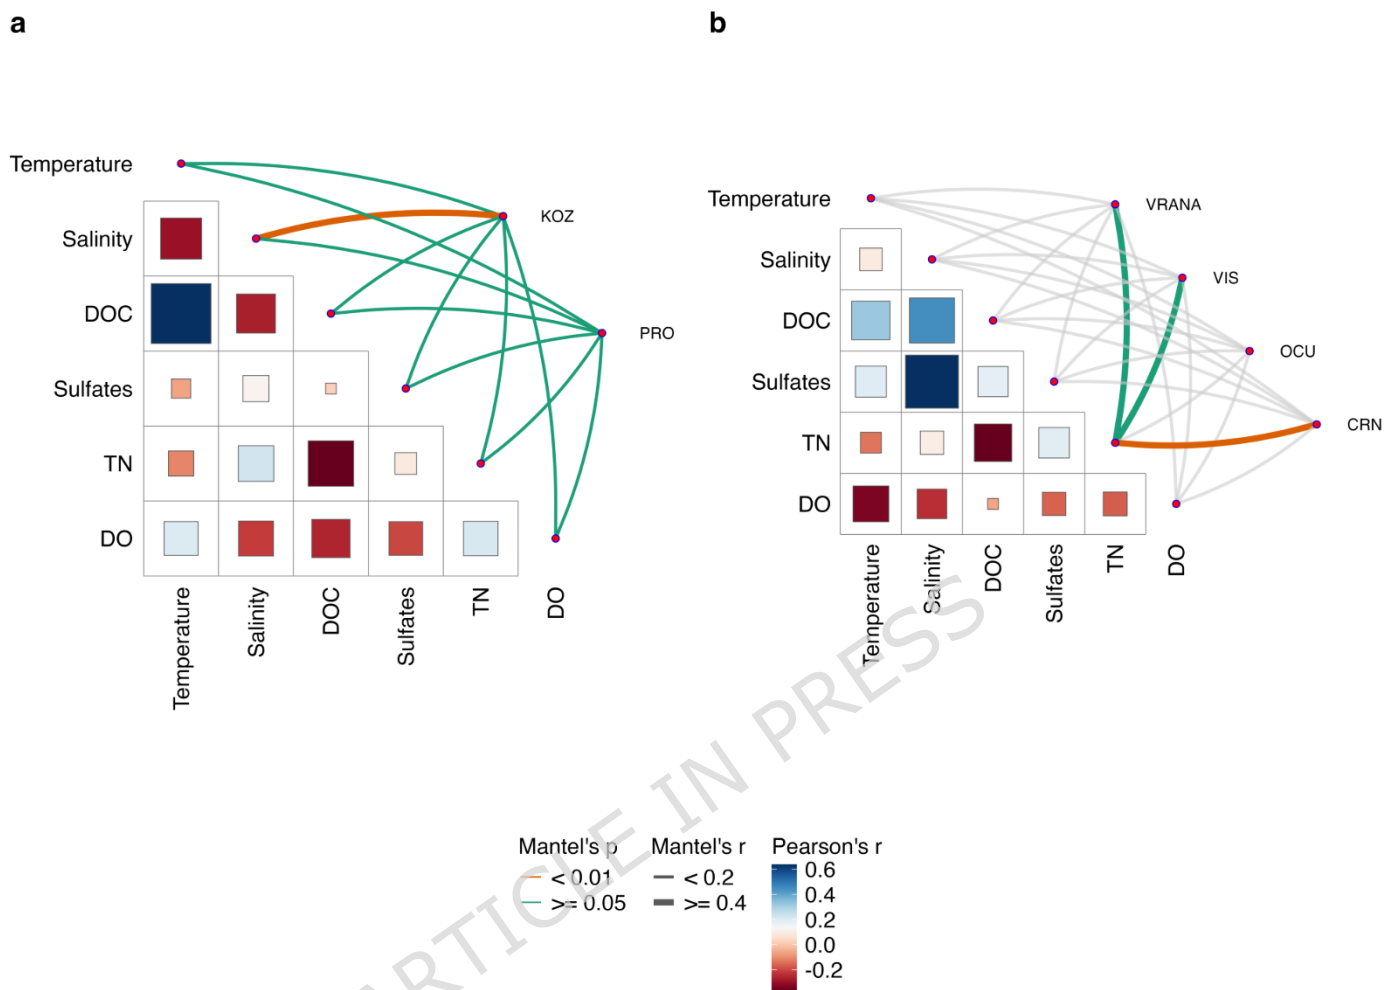 a
b
Temperature
Salinity
DOC
Sulfates
TN
DO
KOZ
PRO
Temperature
Salinity
DOC
Sulfates
TN
DO
Temperature
Salinity
DOC
Sulfates
TN
DO
VRANA
VIS
OCU
CRN
Temperature
Salinity
DOC
Sulfates
TN
DO
Mantel's p
< 0.01
>= 0.05
Mantel's r
< 0.2
>= 0.4
Pearson's r
0.6
0.4
0.2
0.0
-0.2
ARTICLE IN PRESS